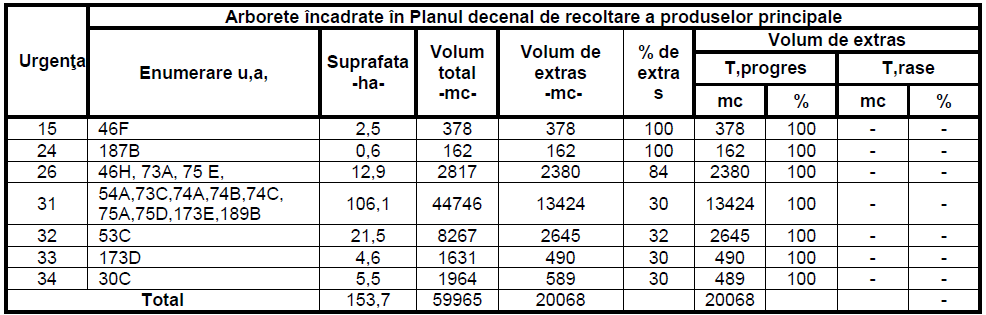 Arborete încadrate în Planul decenal de recoltare a produselor principale
Urgenţa Enumerare u,a, Suprafata -ha- Volum total -mc- Volum de extras -mc- % de extra s Volum de extras
T,progres T,rase
mc % mc %
15 46F 2,5 378 378 100 378 100 - -
24 187B 0,6 162 162 100 162 100 - -
26 46H, 73A, 75 E, 12,9 2817 2380 84 2380 100 - -
31 54A,73C,74A,74B,74C, 106,1 44746 13424 30 13424 100 - -
75A,75D,173E,189B
32 53C 21,5 8267 2645 32 2645 100 - -
33 173D 4,6 1631 490 30 490 100 - -
34 30C 5,5 1964 589 30 489 100 - -
Total 153,7 59965 20068 20068 -